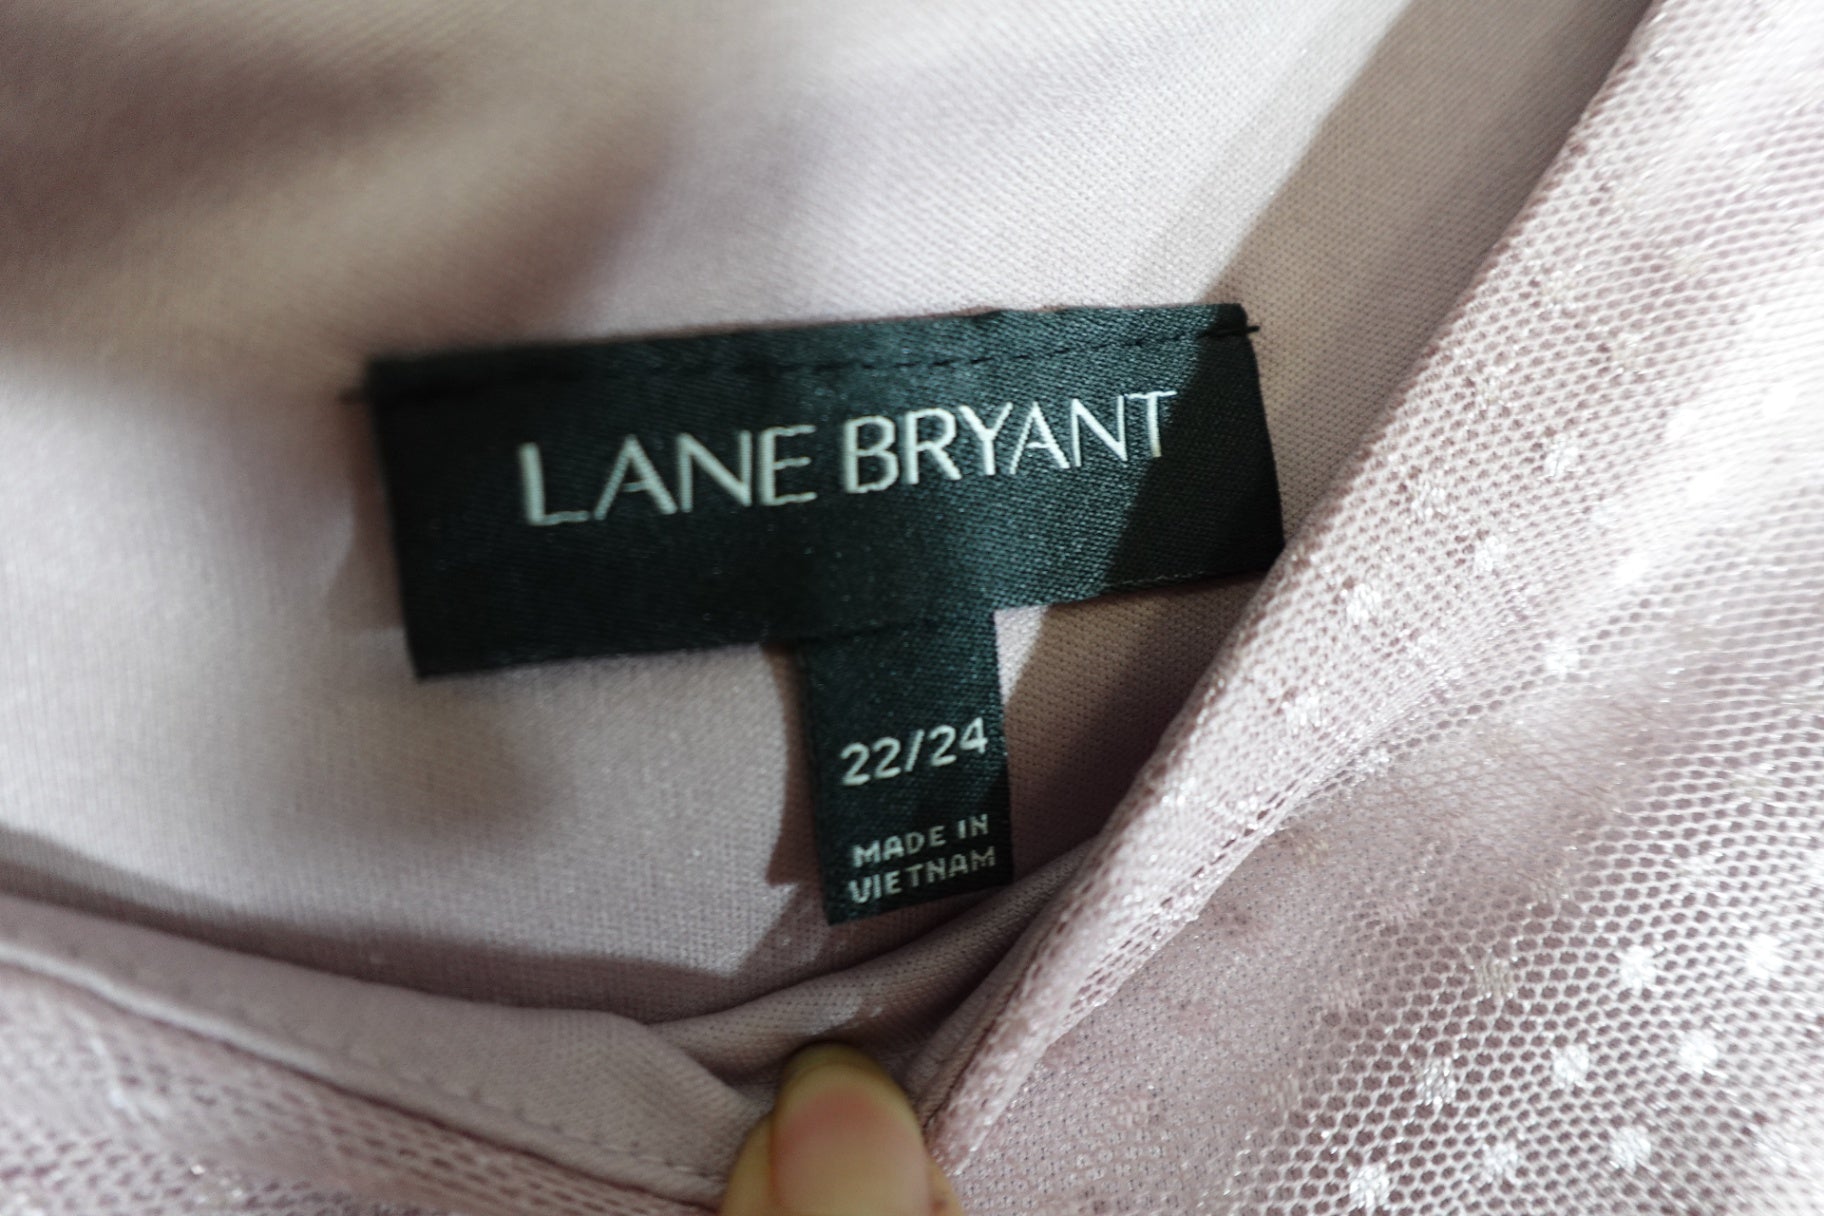 LANE BRYANT
22/24
MADE IN
VIETNAM